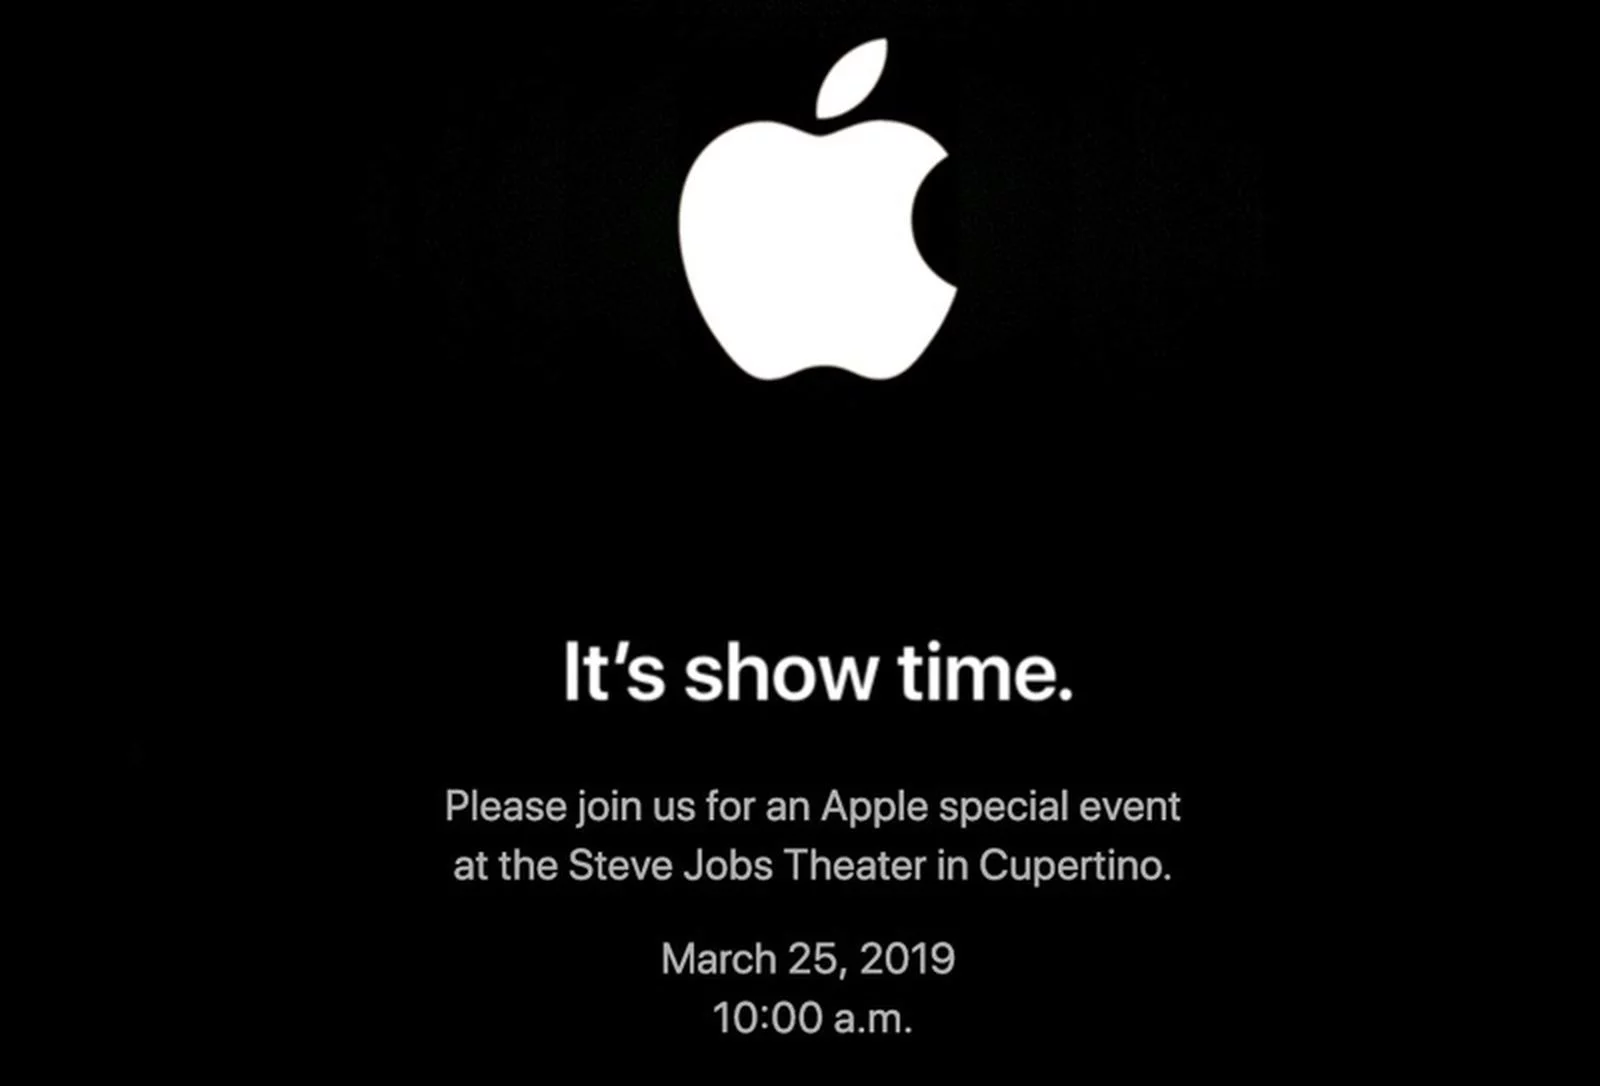 It’s show time.
Please join us for an Apple special event
at the Steve Jobs Theater in Cupertino.
March 25, 2019
10:00 a.m.